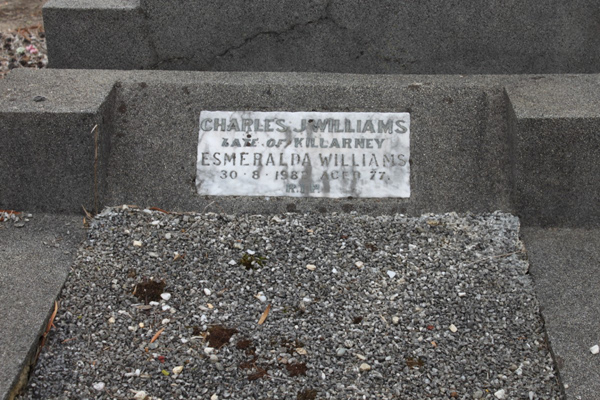 CHARLES J WILLIAMS
LATE OF KILLARNEY
ESMERALDA WILLIAMS
30 · 8 · 1987 AGED 77.
R.I.P.